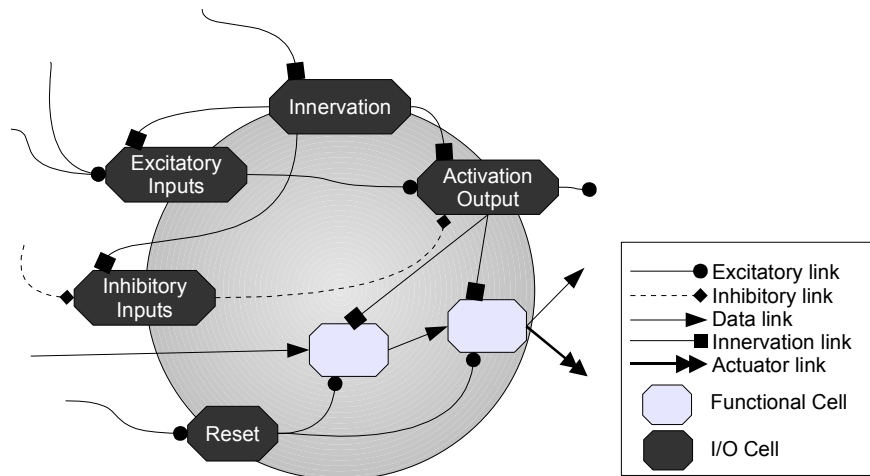 Innervation
Excitatory
Inputs
Activation
Output
Inhibitory
Inputs
Reset
Excitatory link
Inhibitory link
Data link
Innervation link
Actuator link
Functional Cell
I/O Cell